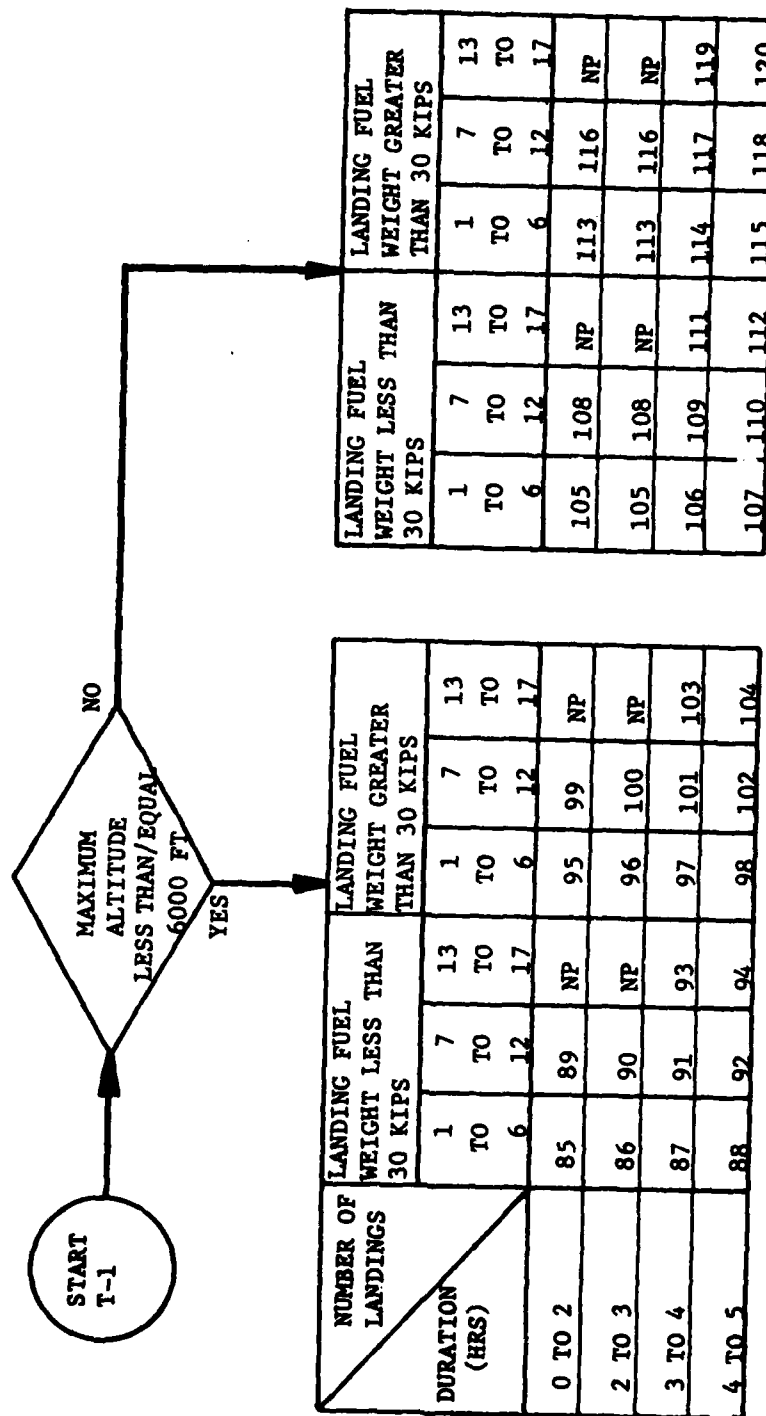 START
T-1
MAXIMUM
ALTITUDE
LESS THAN/EQUAL
6000 FT
NO
YES
NUMBER OF
LANDINGS
DURATION
(HRS)
LANDING FUEL
WEIGHT LESS THAN
30 KIPS
LANDING FUEL
WEIGHT GREATER
THAN 30 KIPS
1 TO 6 7 TO 12 13 TO 17 1 TO 6 7 TO 12 13 TO 17
0 TO 2 85 89 NP 95 99 NP
2 TO 3 86 90 NP 96 100 NP
3 TO 4 87 91 93 97 101 103
4 TO 5 88 92 94 98 102 104
LANDING FUEL
WEIGHT LESS THAN
30 KIPS
LANDING FUEL
WEIGHT GREATER
THAN 30 KIPS
1 TO 6 7 TO 12 13 TO 17 1 TO 6 7 TO 12 13 TO 17
105 108 NP 113 116 NP
105 108 NP 113 116 NP
106 109 111 114 117 119
107 110 112 115 118 120